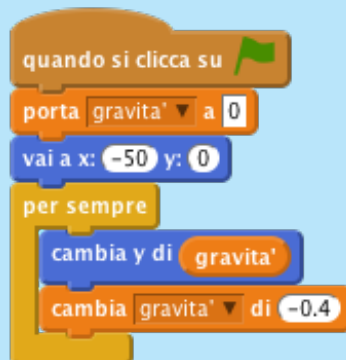 quando si clicca su
porta gravita' a 0
vai a x: -50 y: 0
per sempre
cambia y di gravita'
cambia gravita' di -0.4